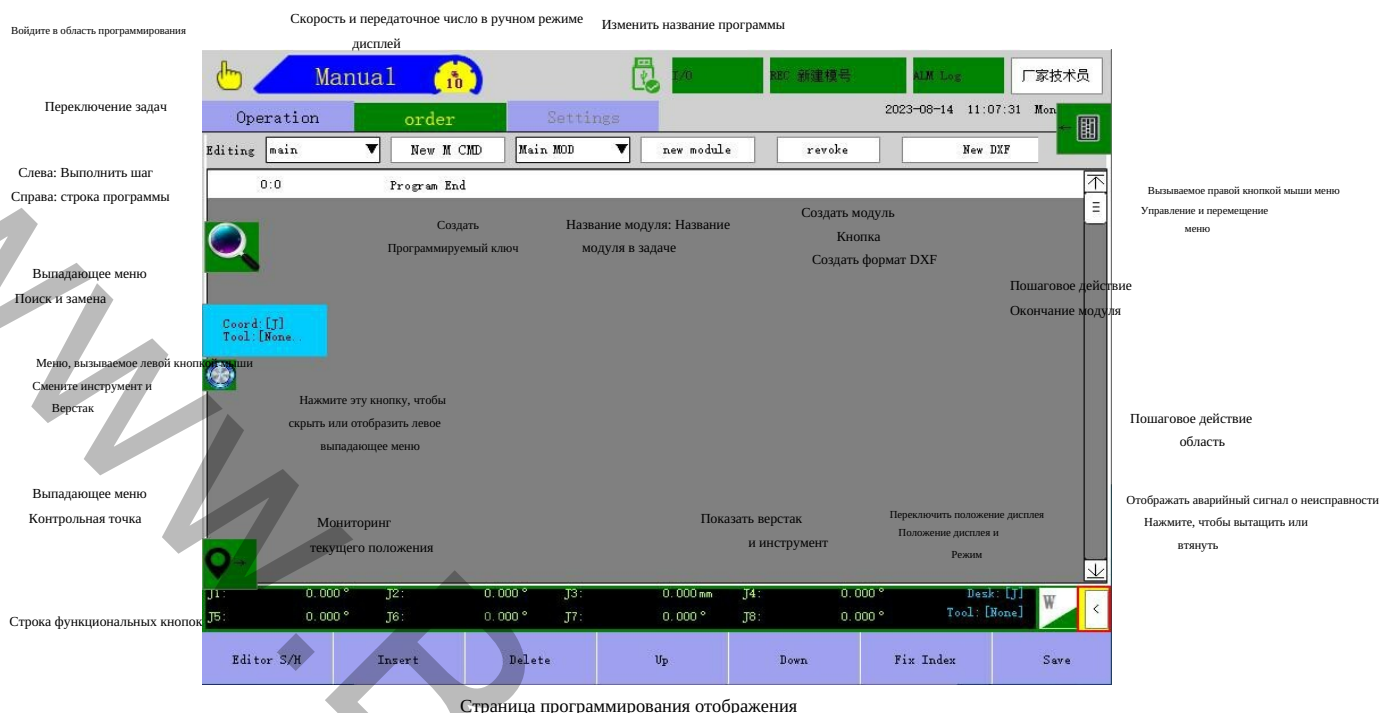 Скорость и передаточное число в ручном режиме
дисплей
Изменить название программы
Войдите в область программирования
Manual
%
10
I/O
REC 新建模号
ALM Log
厂家技术员
Переключение задач
Operation
order
Settings
2023-08-14 11:07:31 Mon
←
Editing
main
New M CMD
Main MOD
new module
revoke
New DXF
Слева: Выполнить шаг
Справа: строка программы
0:0
Program End
Вызываемое правой кнопкой мыши меню
Управление и перемещение
меню
Создать
Программируемый ключ
Название модуля: Название
модуля в задаче
Создать модуль
Кнопка
Создать формат DXF
Выпадающее меню
Поиск и замена
Пошаговое действие
Окончание модуля
Coord:[J]
Tool:[None..
Меню, вызываемое левой кнопкой мыши
Смените инструмент и
Верстак
Нажмите эту кнопку, чтобы
скрыть или отобразить левое
выпадающее меню
Пошаговое действие
область
Выпадающее меню
Контрольная точка
Мониторинг
текущего положения
Показать верстак
и инструмент
Переключить положение дисплея
Положение дисплея и
Режим
Отображать аварийный сигнал о неисправности
Нажмите, чтобы вытащить или
втянуть
J1: 0.000° J2: 0.000° J3: 0.000mm J4: 0.000° Desk:[J]
J5: 0.000° J6: 0.000° J7: 0.000° J8: 0.000° Tool:[None]
W
<
Строка функциональных кнопок
Editor S/H
Insert
Delete
Up
Down
Fix Index
Save
Страница программирования отображения
WWW.P